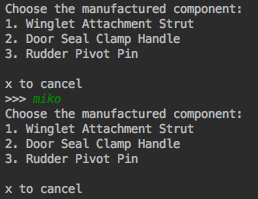 Choose the manufactured component:
1. Winglet Attachment Strut
2. Door Seal Clamp Handle
3. Rudder Pivot Pin
x to cancel
>>> miko
Choose the manufactured component:
1. Winglet Attachment Strut
2. Door Seal Clamp Handle
3. Rudder Pivot Pin
x to cancel